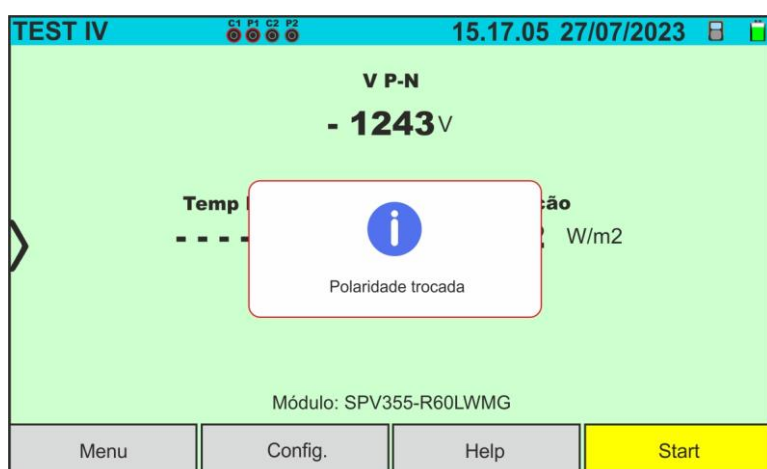 TEST IV C1 P1 C2 P2 15.17.05 27/07/2023
V P-N
- 1243 V
Temp ção
- - - - W/m2
Polaridade trocada
Módulo: SPV355-R60LWMG
Menu Config. Help Start